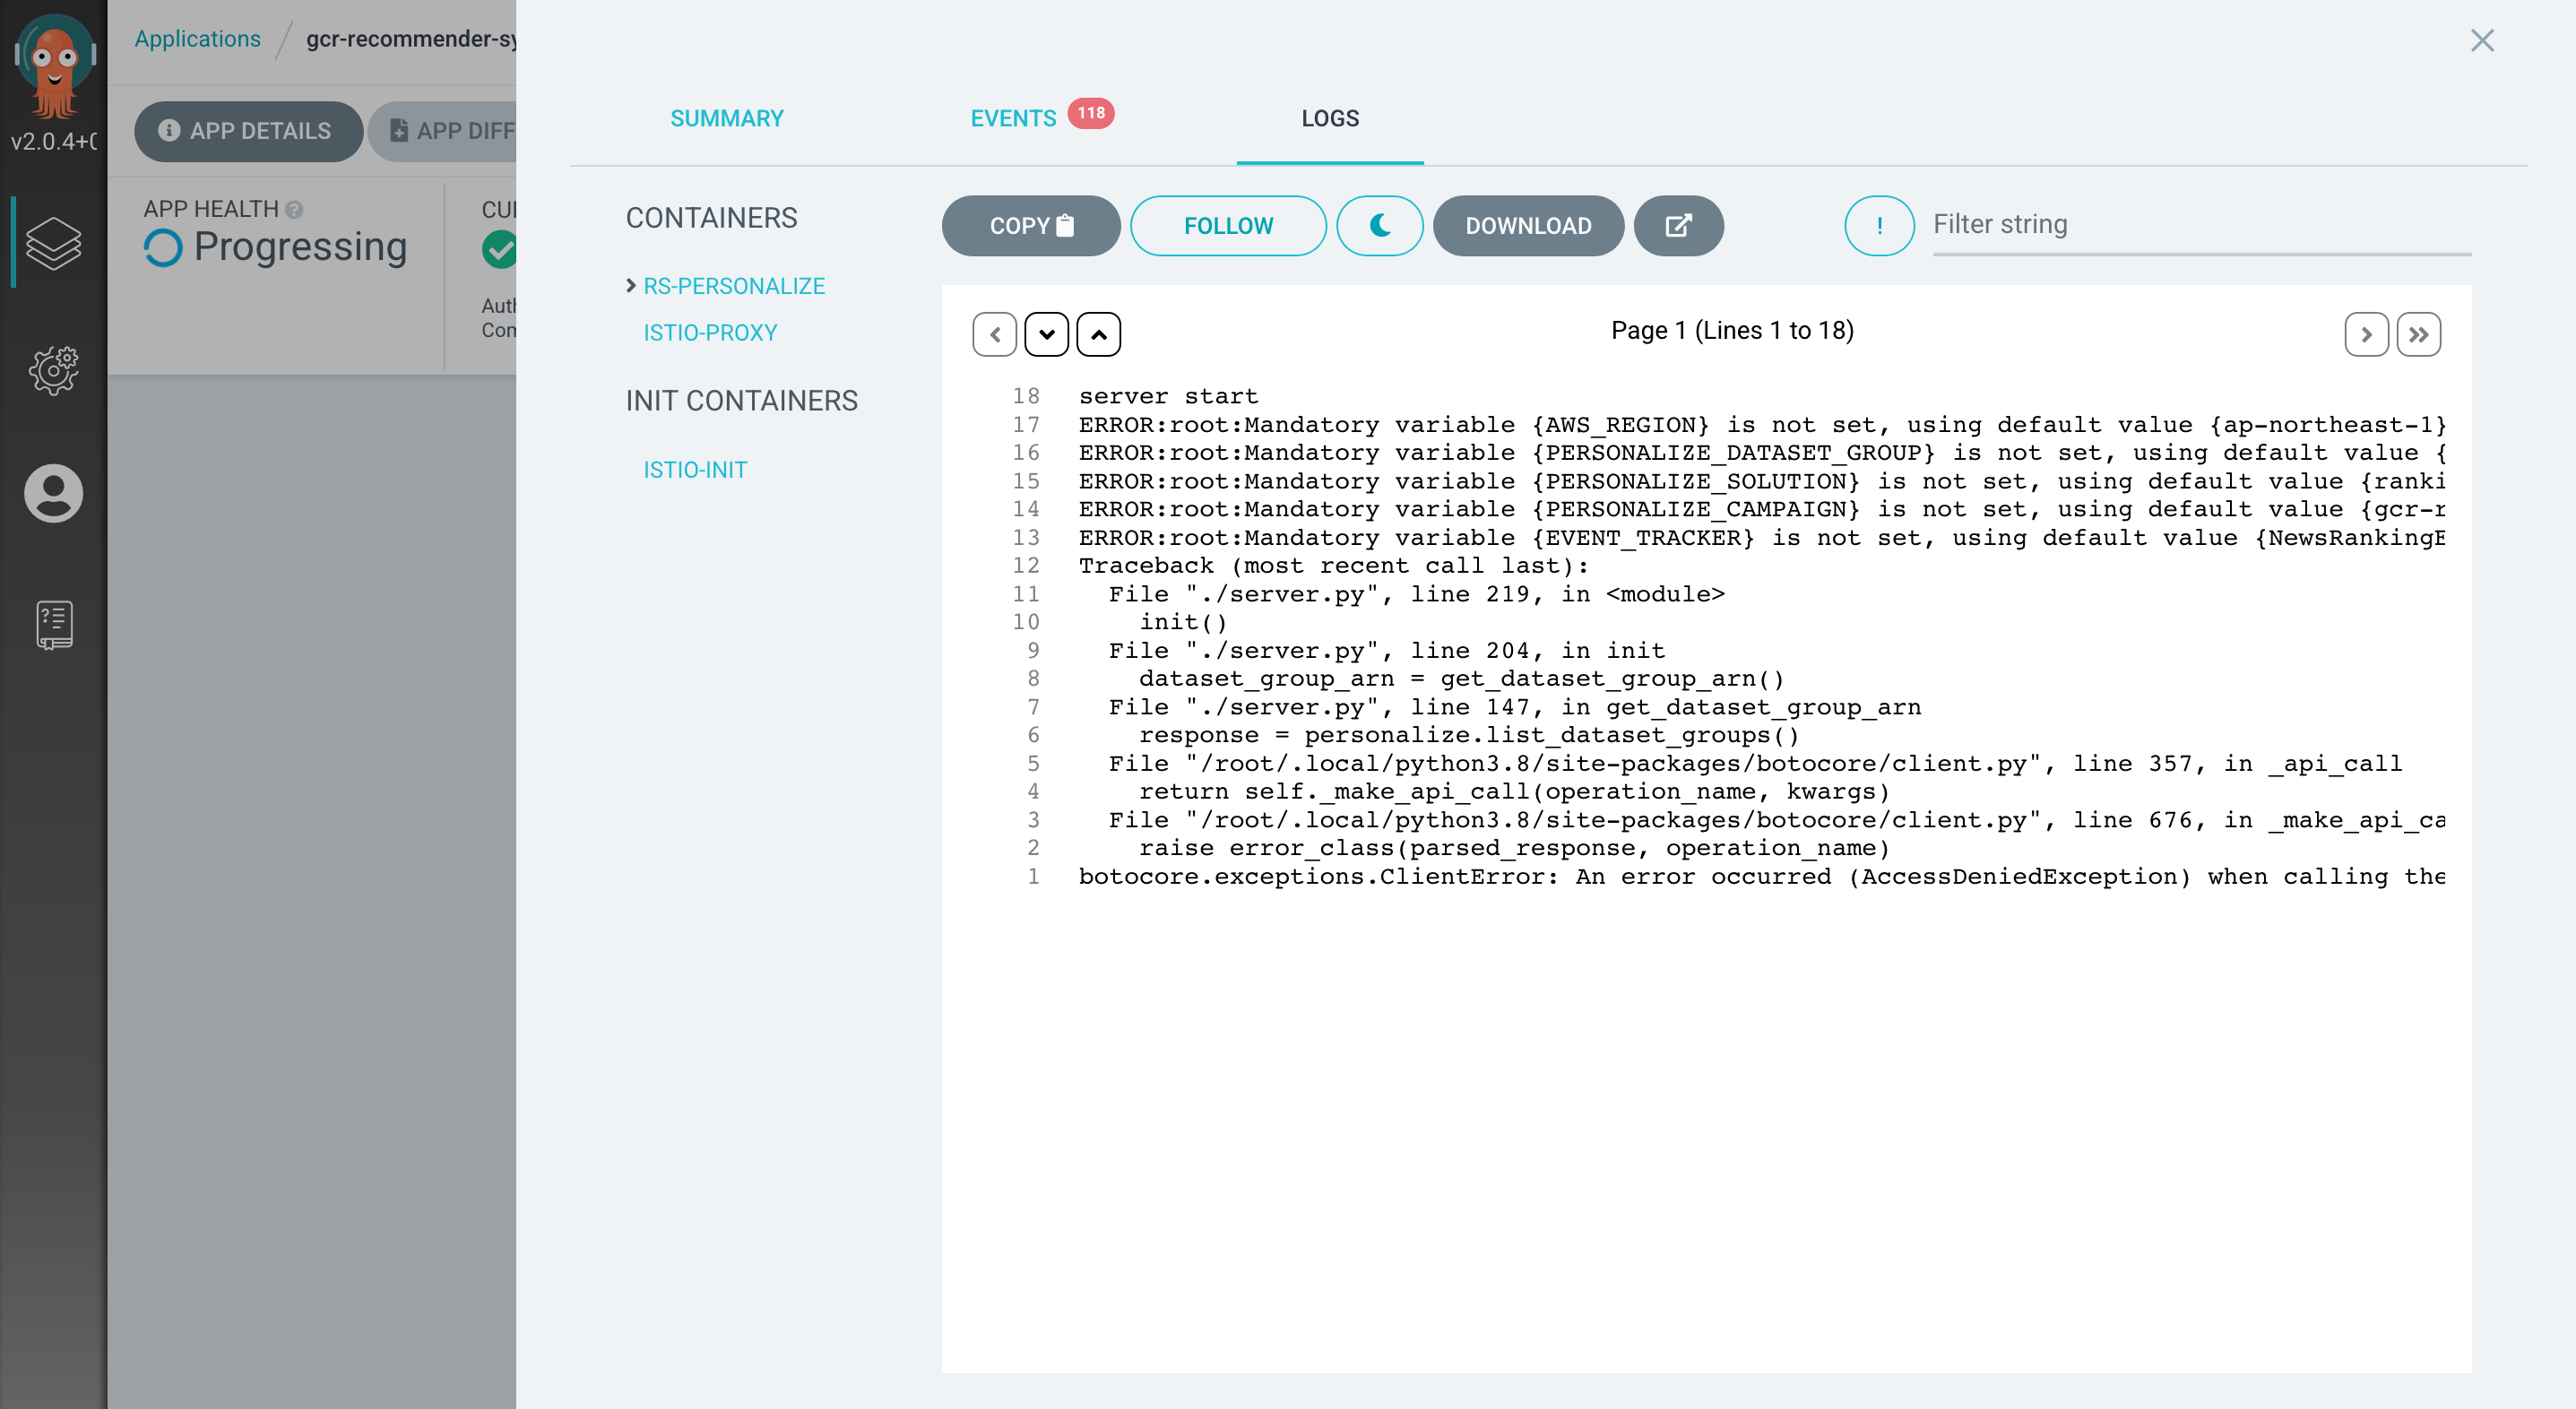 Applications / gcr-recommender-sy
v2.0.4+0
APP DETAILS
APP DIFF
APP HEALTH
Progressing
CUR
Auth
Com
SUMMARY
EVENTS 118
LOGS
CONTAINERS
RS-PERSONALIZE
ISTIO-PROXY
INIT CONTAINERS
ISTIO-INIT
COPY
FOLLOW
DOWNLOAD
!
Filter string
Page 1 (Lines 1 to 18)
18 server start
17 ERROR:root:Mandatory variable {AWS_REGION} is not set, using default value {ap-northeast-1}
16 ERROR:root:Mandatory variable {PERSONALIZE_DATASET_GROUP} is not set, using default value {
15 ERROR:root:Mandatory variable {PERSONALIZE_SOLUTION} is not set, using default value {ranki
14 ERROR:root:Mandatory variable {PERSONALIZE_CAMPAIGN} is not set, using default value {gcr-r
13 ERROR:root:Mandatory variable {EVENT_TRACKER} is not set, using default value {NewsRankingE
12 Traceback (most recent call last):
11 File "./server.py", line 219, in <module>
10 init()
9 File "./server.py", line 204, in init
8 dataset_group_arn = get_dataset_group_arn()
7 File "./server.py", line 147, in get_dataset_group_arn
6 response = personalize.list_dataset_groups()
5 File "/root/.local/python3.8/site-packages/botocore/client.py", line 357, in _api_call
4 return self._make_api_call(operation_name, kwargs)
3 File "/root/.local/python3.8/site-packages/botocore/client.py", line 676, in _make_api_ca
2 raise error_class(parsed_response, operation_name)
1 botocore.exceptions.ClientError: An error occurred (AccessDeniedException) when calling the